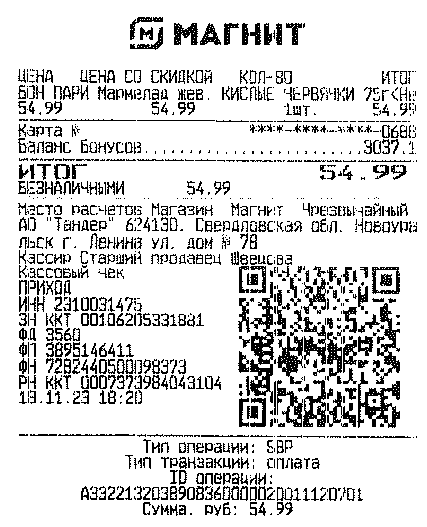 МАГНИТ
ЦЕНА ЦЕНА СО СКИДКОЙ КОЛ-ВО ИТОГ
БОН ПАРИ Мармелад жев. КИСЛЫЕ ЧЕРВЯЧКИ 75г<Не
54.99 54.99 1шт. 54.99
Карта № ****-****-****-0688
Баланс Бонусов......................3037.1
ИТОГ 54.99
БЕЗНАЛИЧНЫМИ 54.99
Место расчетов Магазин Магнит Чрезвычайный
АО "Тандер" 624130. Свердловская обл. Новоура
льск г. Ленина ул. дом № 78
Кассир Старший продавец Швецова
Кассовый чек
ПРИХОД
ИНН 2310031475
ЗН ККТ 00106205331881
ФД 3560
ФП 3895146411
ФН 7282440500098373
РН ККТ 0007373984043104
19.11.23 18:20
Тип операции: SBP
Тип транзакции: оплата
ID операции:
A3322132038908360000020011120701
Сумма. руб: 54.99